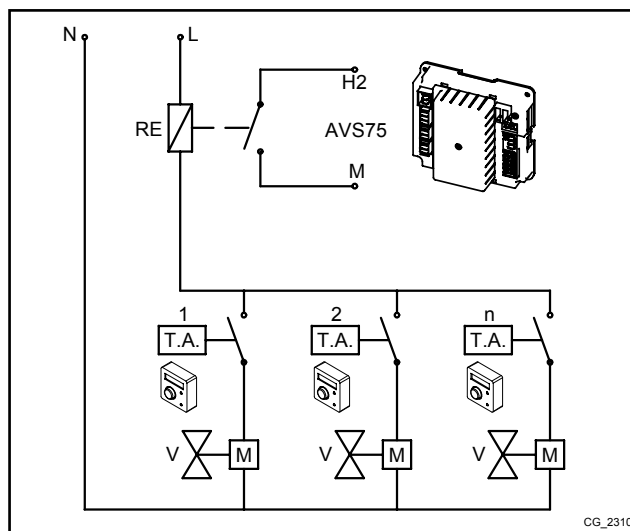 N L
H2
RE AVS75
M
1 2 n
T.A. T.A. T.A.
V M V M V M
CG_2310